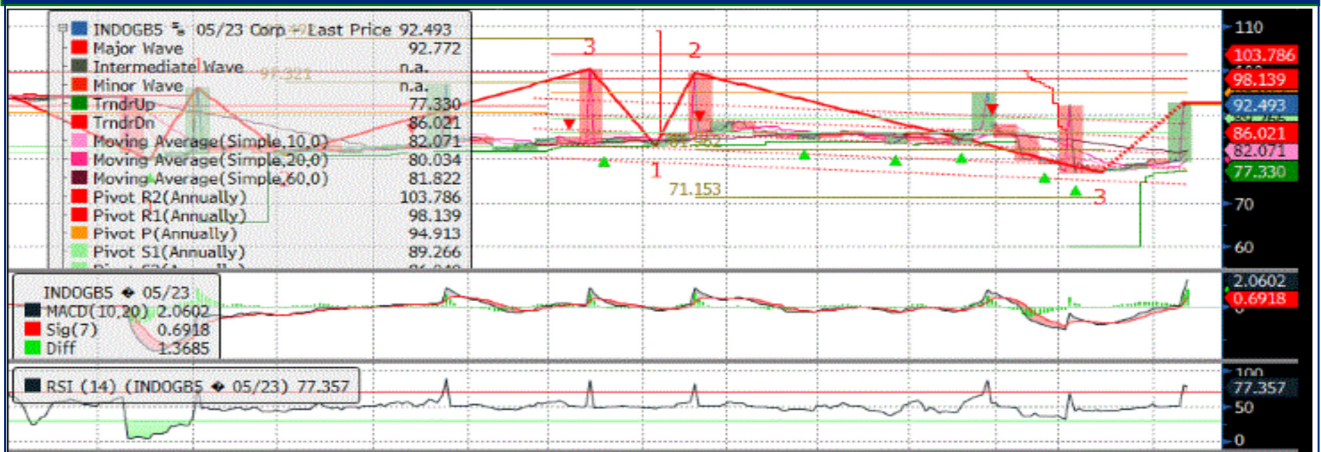 INDOGB5 ⅝ 05/23 Corp - Last Price 92.493
Major Wave 92.772
Intermediate Wave n.a.
Minor Wave n.a.
TrndrUp 77.330
TrndrDn 86.021
Moving Average(Simple,10,0) 82.071
Moving Average(Simple,20,0) 80.034
Moving Average(Simple,60,0) 81.822
Pivot R2(Annually) 103.786
Pivot R1(Annually) 98.139
Pivot P(Annually) 94.913
Pivot S1(Annually) 89.266
97.321
3
2
1
81.362
71.153
3
110
103.786
98.139
92.493
86.021
82.071
77.330
70
60
INDOGB5 � 05/23
MACD(10,20) 2.0602
Sig(7) 0.6918
Diff 1.3685
2.0602
0.6918
0
RSI (14) (INDOGB5 � 05/23) 77.357
100
77.357
50
0